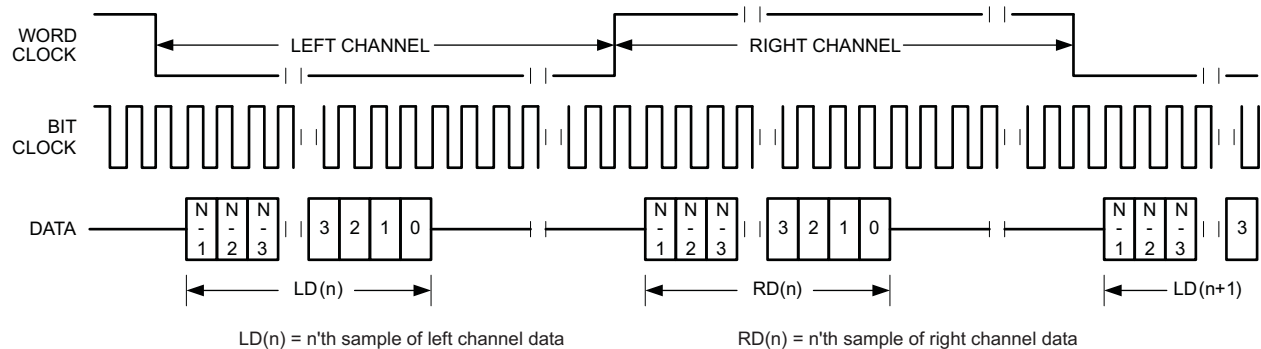 WORD
CLOCK
LEFT CHANNEL
RIGHT CHANNEL
BIT
CLOCK
DATA
N
-
1
N
-
2
N
-
3
3 2 1 0
N
-
1
N
-
2
N
-
3
3 2 1 0
N
-
1
N
-
2
N
-
3
3
LD(n)
RD(n)
LD(n+1)
LD(n) = n'th sample of left channel data
RD(n) = n'th sample of right channel data